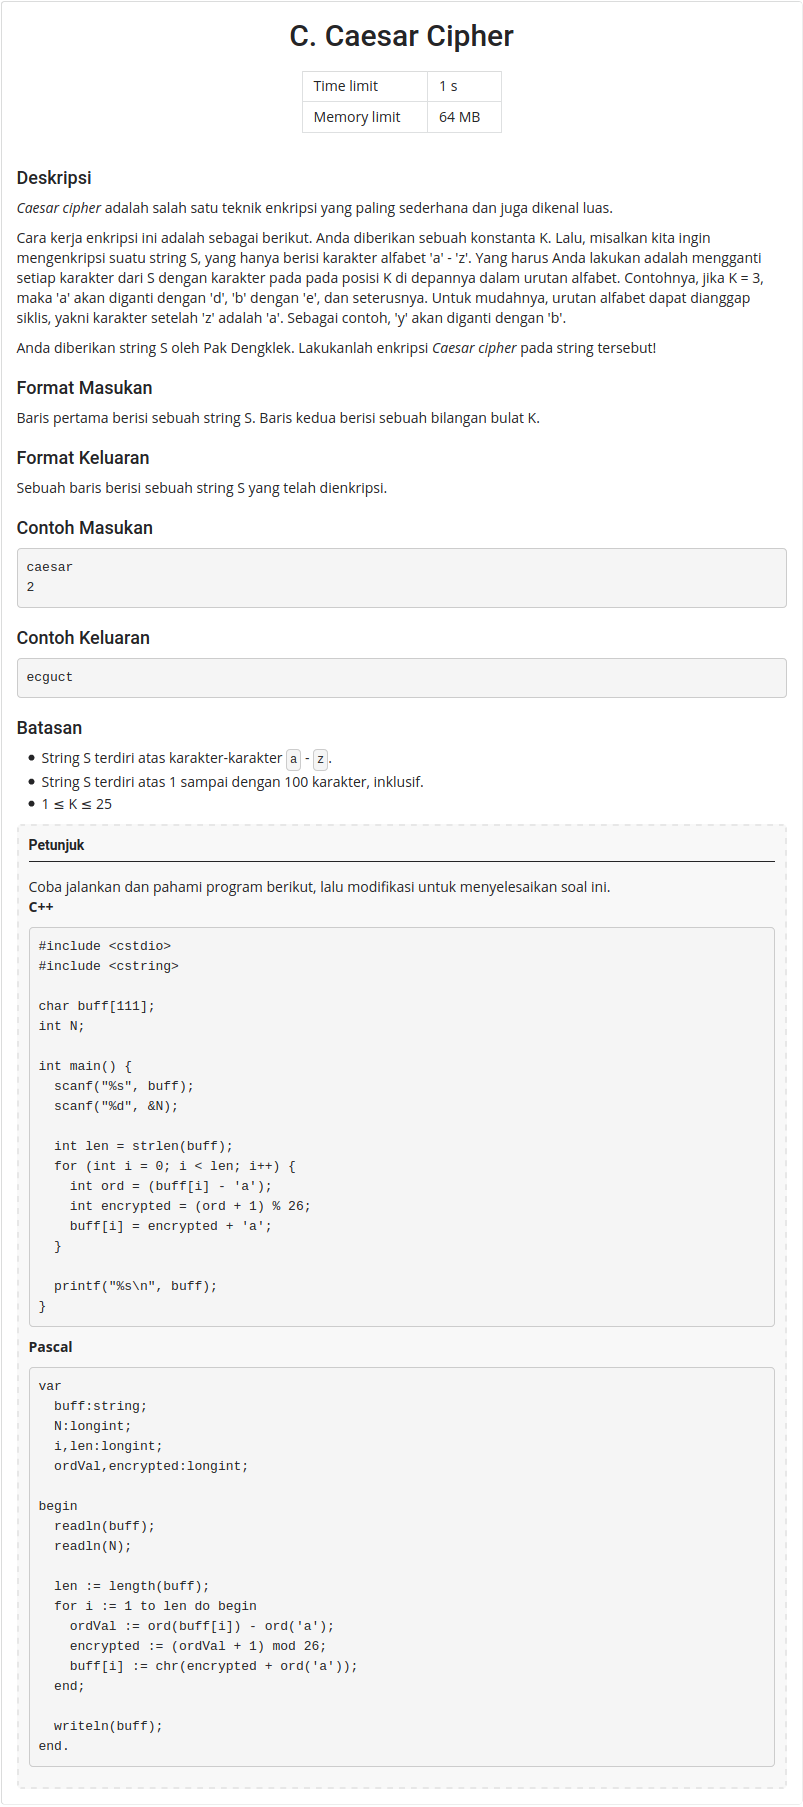 C. Caesar Cipher
Time limit 1 s
Memory limit 64 MB
Deskripsi
Caesar cipher adalah salah satu teknik enkripsi yang paling sederhana dan juga dikenal luas.
Cara kerja enkripsi ini adalah sebagai berikut. Anda diberikan sebuah konstanta K. Lalu, misalkan kita ingin
mengenkripsi suatu string S, yang hanya berisi karakter alfabet 'a' - 'z'. Yang harus Anda lakukan adalah mengganti
setiap karakter dari S dengan karakter pada pada posisi K di depannya dalam urutan alfabet. Contohnya, jika K = 3,
maka 'a' akan diganti dengan 'd', 'b' dengan 'e', dan seterusnya. Untuk mudahnya, urutan alfabet dapat dianggap
siklis, yakni karakter setelah 'z' adalah 'a'. Sebagai contoh, 'y' akan diganti dengan 'b'.
Anda diberikan string S oleh Pak Dengklek. Lakukanlah enkripsi Caesar cipher pada string tersebut!
Format Masukan
Baris pertama berisi sebuah string S. Baris kedua berisi sebuah bilangan bulat K.
Format Keluaran
Sebuah baris berisi sebuah string S yang telah dienkripsi.
Contoh Masukan
caesar
2
Contoh Keluaran
ecguct
Batasan
• String S terdiri atas karakter-karakter a - z.
• String S terdiri atas 1 sampai dengan 100 karakter, inklusif.
• 1 ≤ K ≤ 25
Petunjuk
Coba jalankan dan pahami program berikut, lalu modifikasi untuk menyelesaikan soal ini.
C++
#include <cstdio>
#include <cstring>
char buff[111];
int N;
int main() {
  scanf("%s", buff);
  scanf("%d", &N);
  int len = strlen(buff);
  for (int i = 0; i < len; i++) {
    int ord = (buff[i] - 'a');
    int encrypted = (ord + 1) % 26;
    buff[i] = encrypted + 'a';
  }
  printf("%s\n", buff);
}
Pascal
var
  buff:string;
  N:longint;
  i,len:longint;
  ordVal,encrypted:longint;
begin
  readln(buff);
  readln(N);
  len := length(buff);
  for i := 1 to len do begin
    ordVal := ord(buff[i]) - ord('a');
    encrypted := (ordVal + 1) mod 26;
    buff[i] := chr(encrypted + ord('a'));
  end;
  writeln(buff);
end.